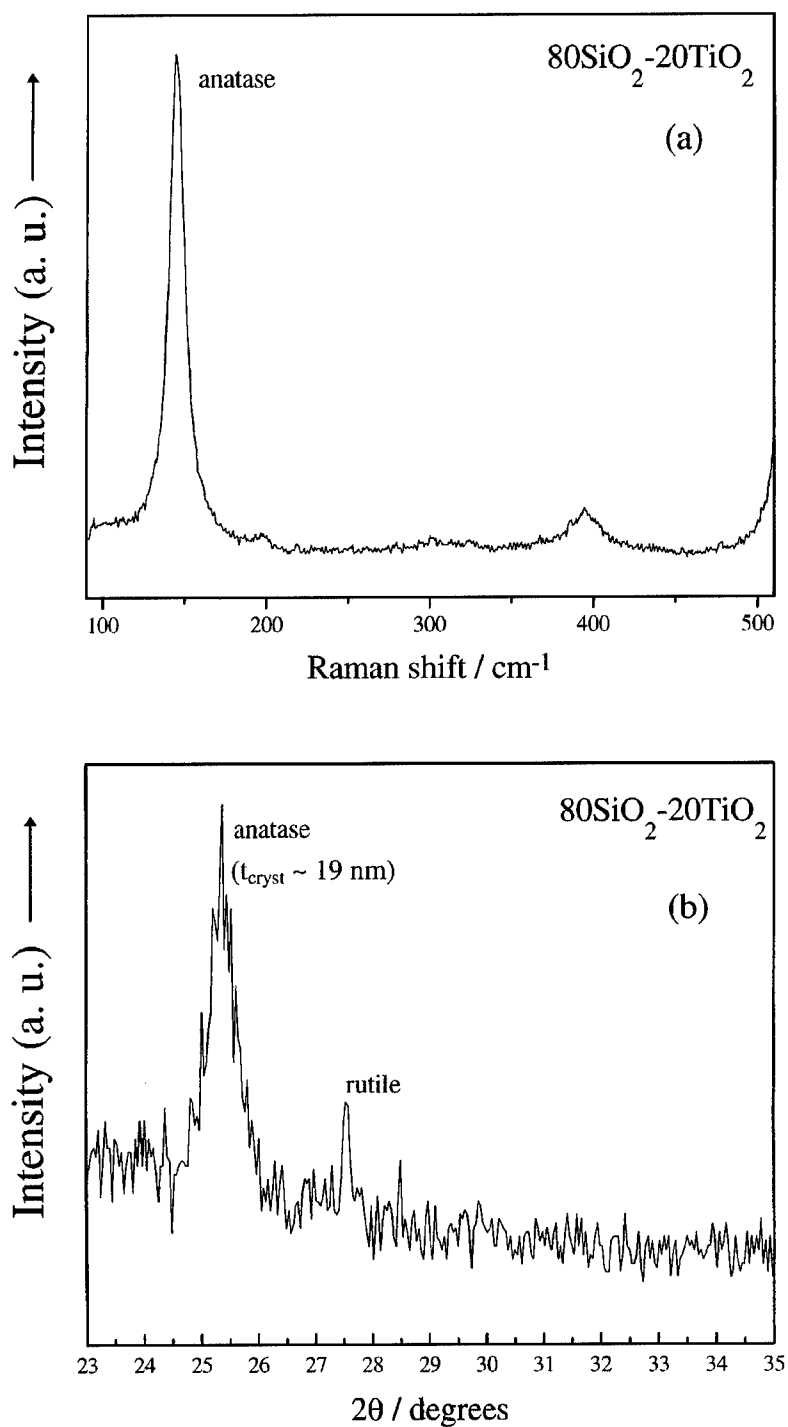 80SiO₂-20TiO₂
anatase
(a)
Intensity (a. u.)
100 200 300 400 500
Raman shift / cm⁻¹
80SiO₂-20TiO₂
anatase
(t_cryst ~ 19 nm)
(b)
rutile
Intensity (a. u.)
23 24 25 26 27 28 29 30 31 32 33 34 35
2θ / degrees